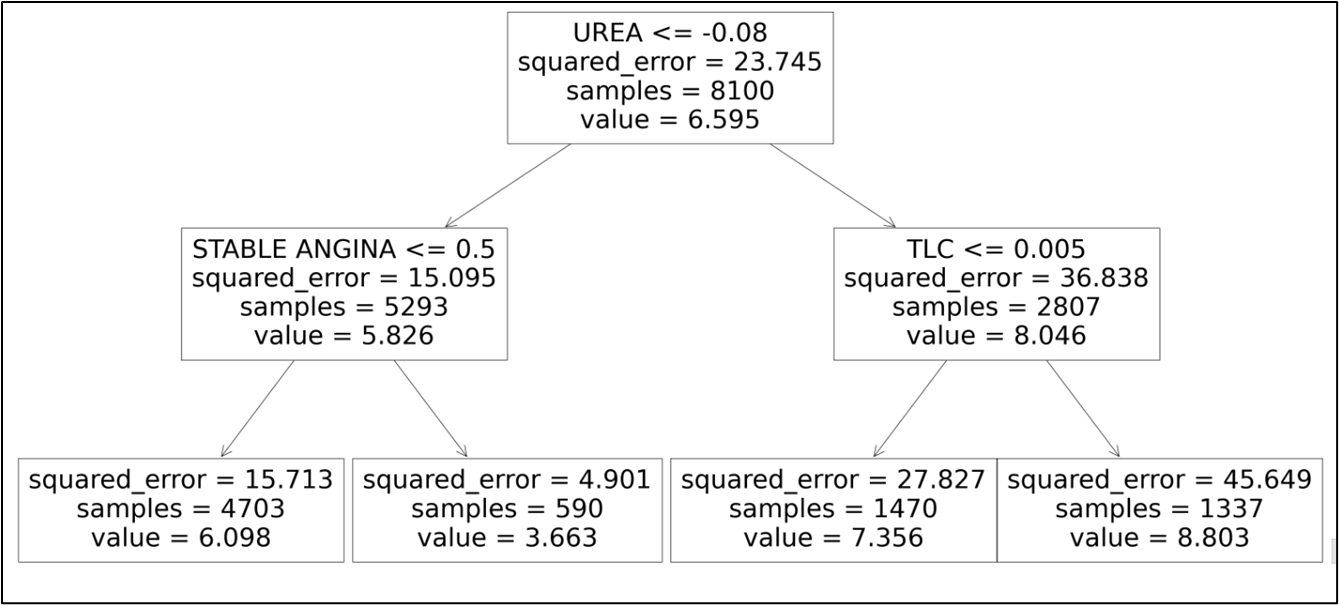 UREA <= -0.08
squared_error = 23.745
samples = 8100
value = 6.595
STABLE ANGINA <= 0.5
squared_error = 15.095
samples = 5293
value = 5.826
TLC <= 0.005
squared_error = 36.838
samples = 2807
value = 8.046
squared_error = 15.713
samples = 4703
value = 6.098
squared_error = 4.901
samples = 590
value = 3.663
squared_error = 27.827
samples = 1470
value = 7.356
squared_error = 45.649
samples = 1337
value = 8.803